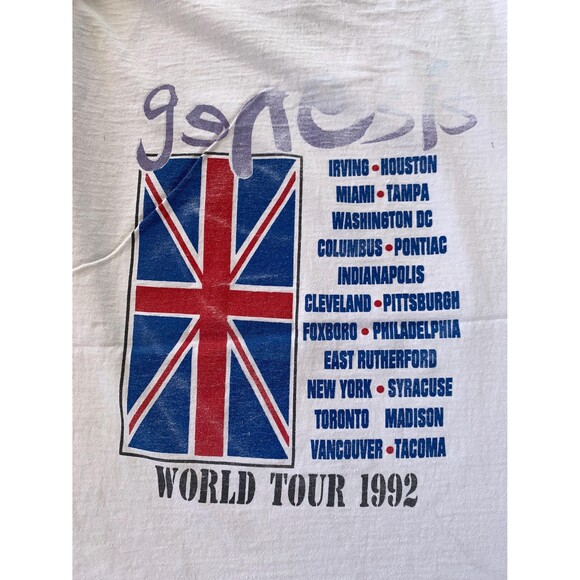 genesis
IRVING • HOUSTON
MIAMI • TAMPA
WASHINGTON DC
COLUMBUS • PONTIAC
INDIANAPOLIS
CLEVELAND • PITTSBURGH
FOXBORO • PHILADELPHIA
EAST RUTHERFORD
NEW YORK • SYRACUSE
TORONTO MADISON
VANCOUVER • TACOMA
WORLD TOUR 1992